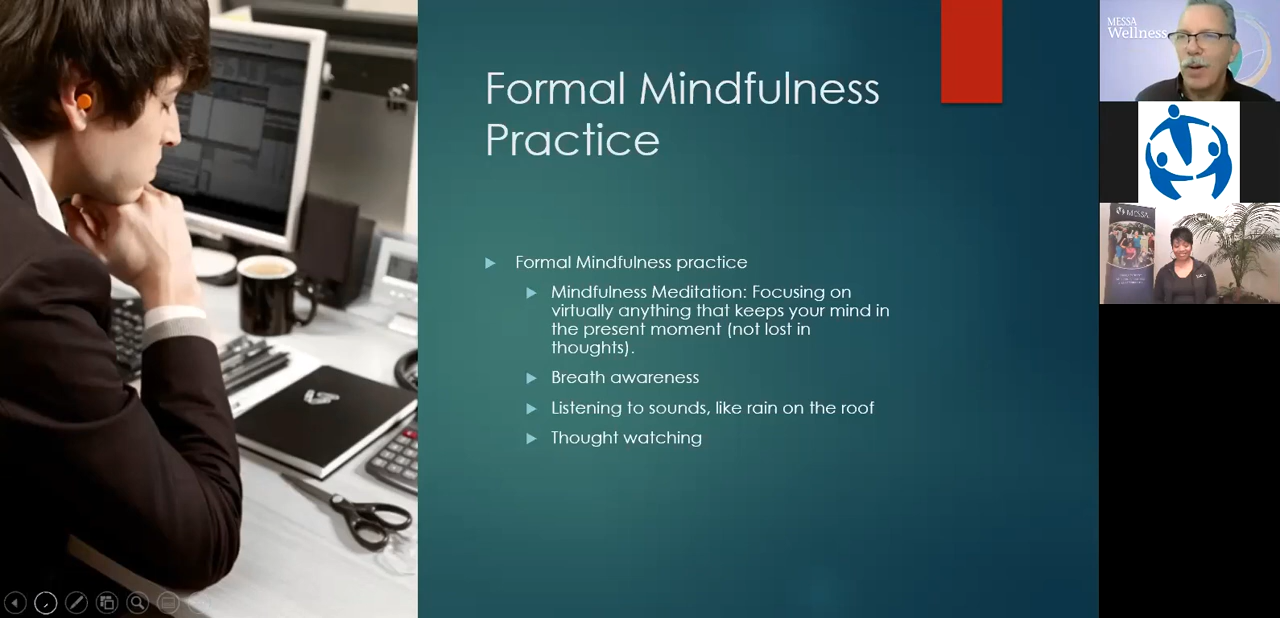 Formal Mindfulness
Practice
Formal Mindfulness practice
Mindfulness Meditation: Focusing on
virtually anything that keeps your mind in
the present moment (not lost in
thoughts).
Breath awareness
Listening to sounds, like rain on the roof
Thought watching
MESSA
Wellness
MESSA